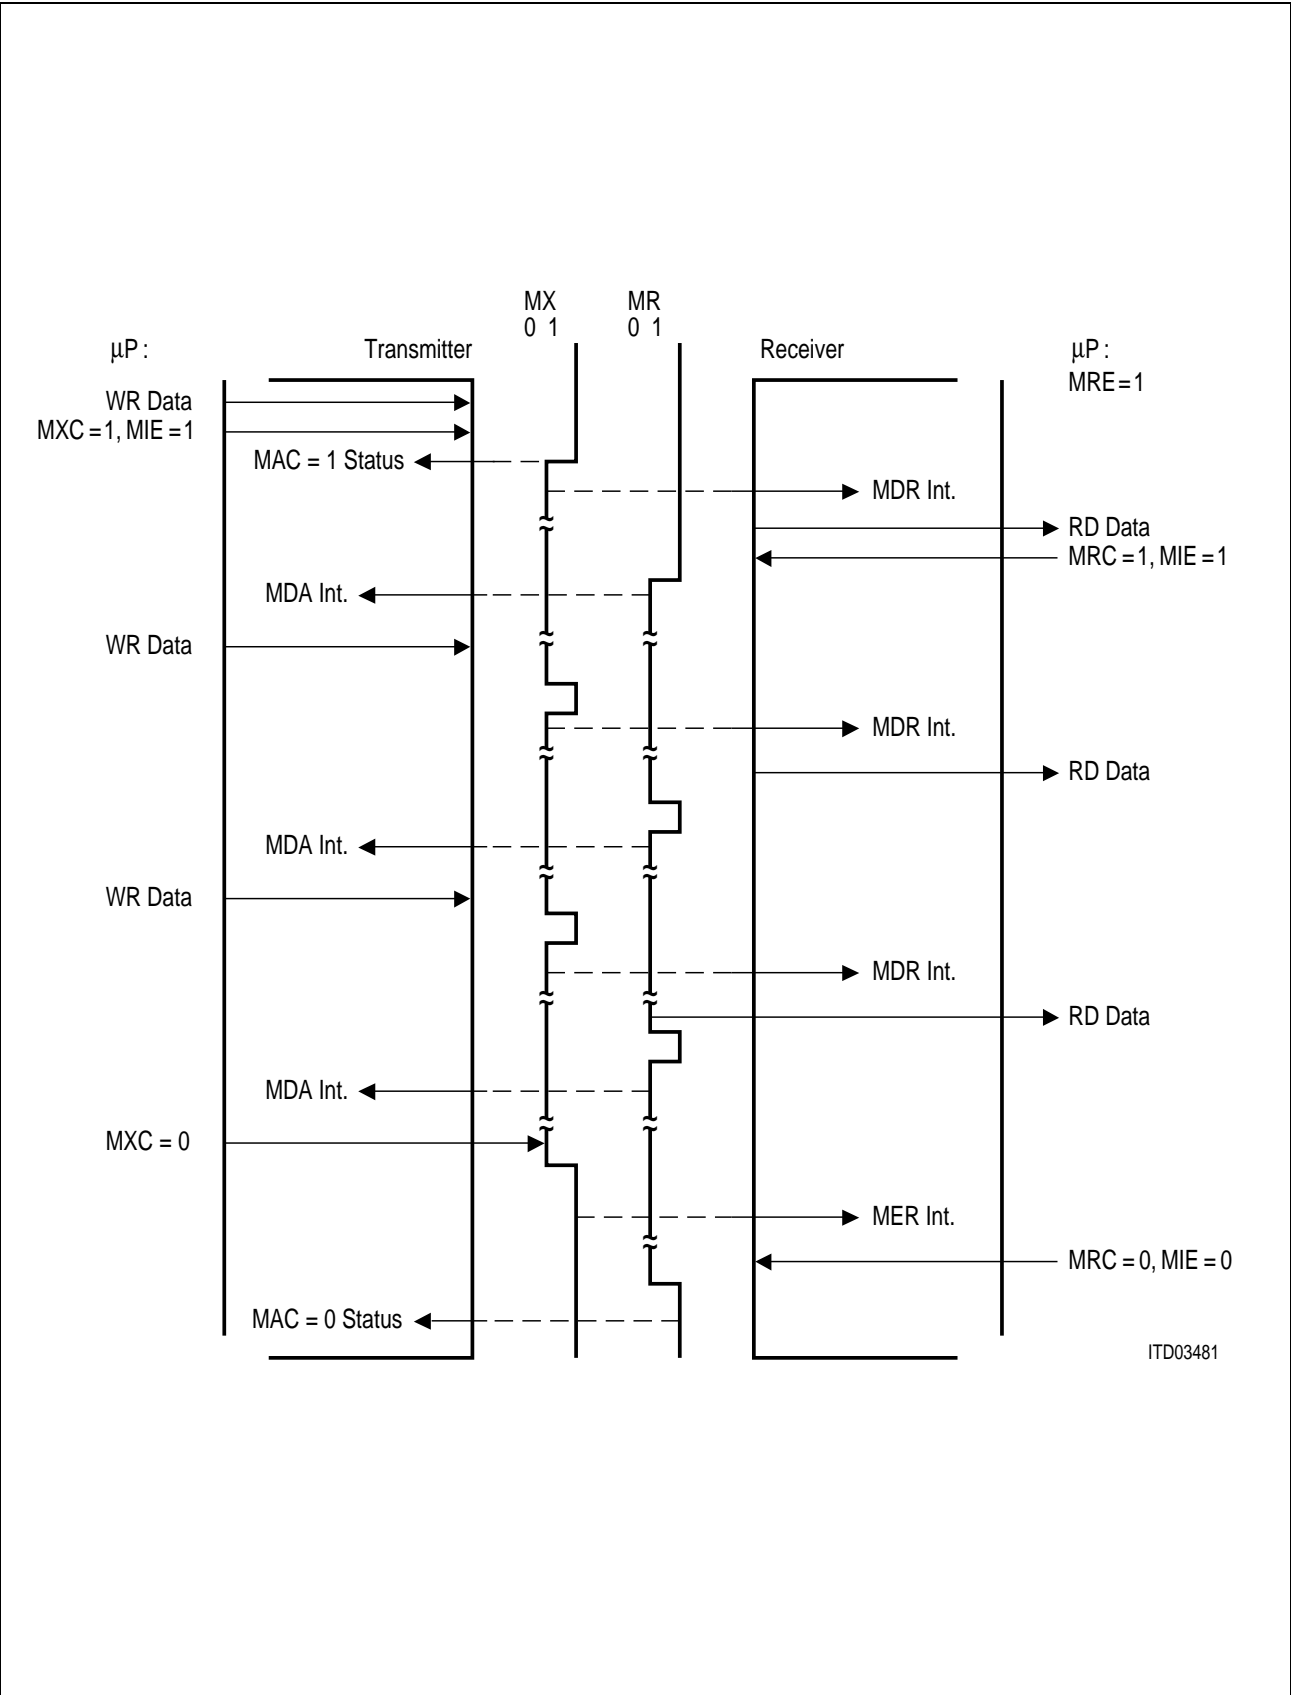 MX MR
0 1 0 1
µP : Transmitter Receiver µP :
MRE = 1
WR Data
MXC = 1, MIE = 1
MAC = 1 Status
MDR Int.
RD Data
MRC = 1, MIE = 1
MDA Int.
WR Data
MDR Int.
RD Data
MDA Int.
WR Data
MDR Int.
RD Data
MDA Int.
MXC = 0
MER Int.
MRC = 0, MIE = 0
MAC = 0 Status
ITD03481